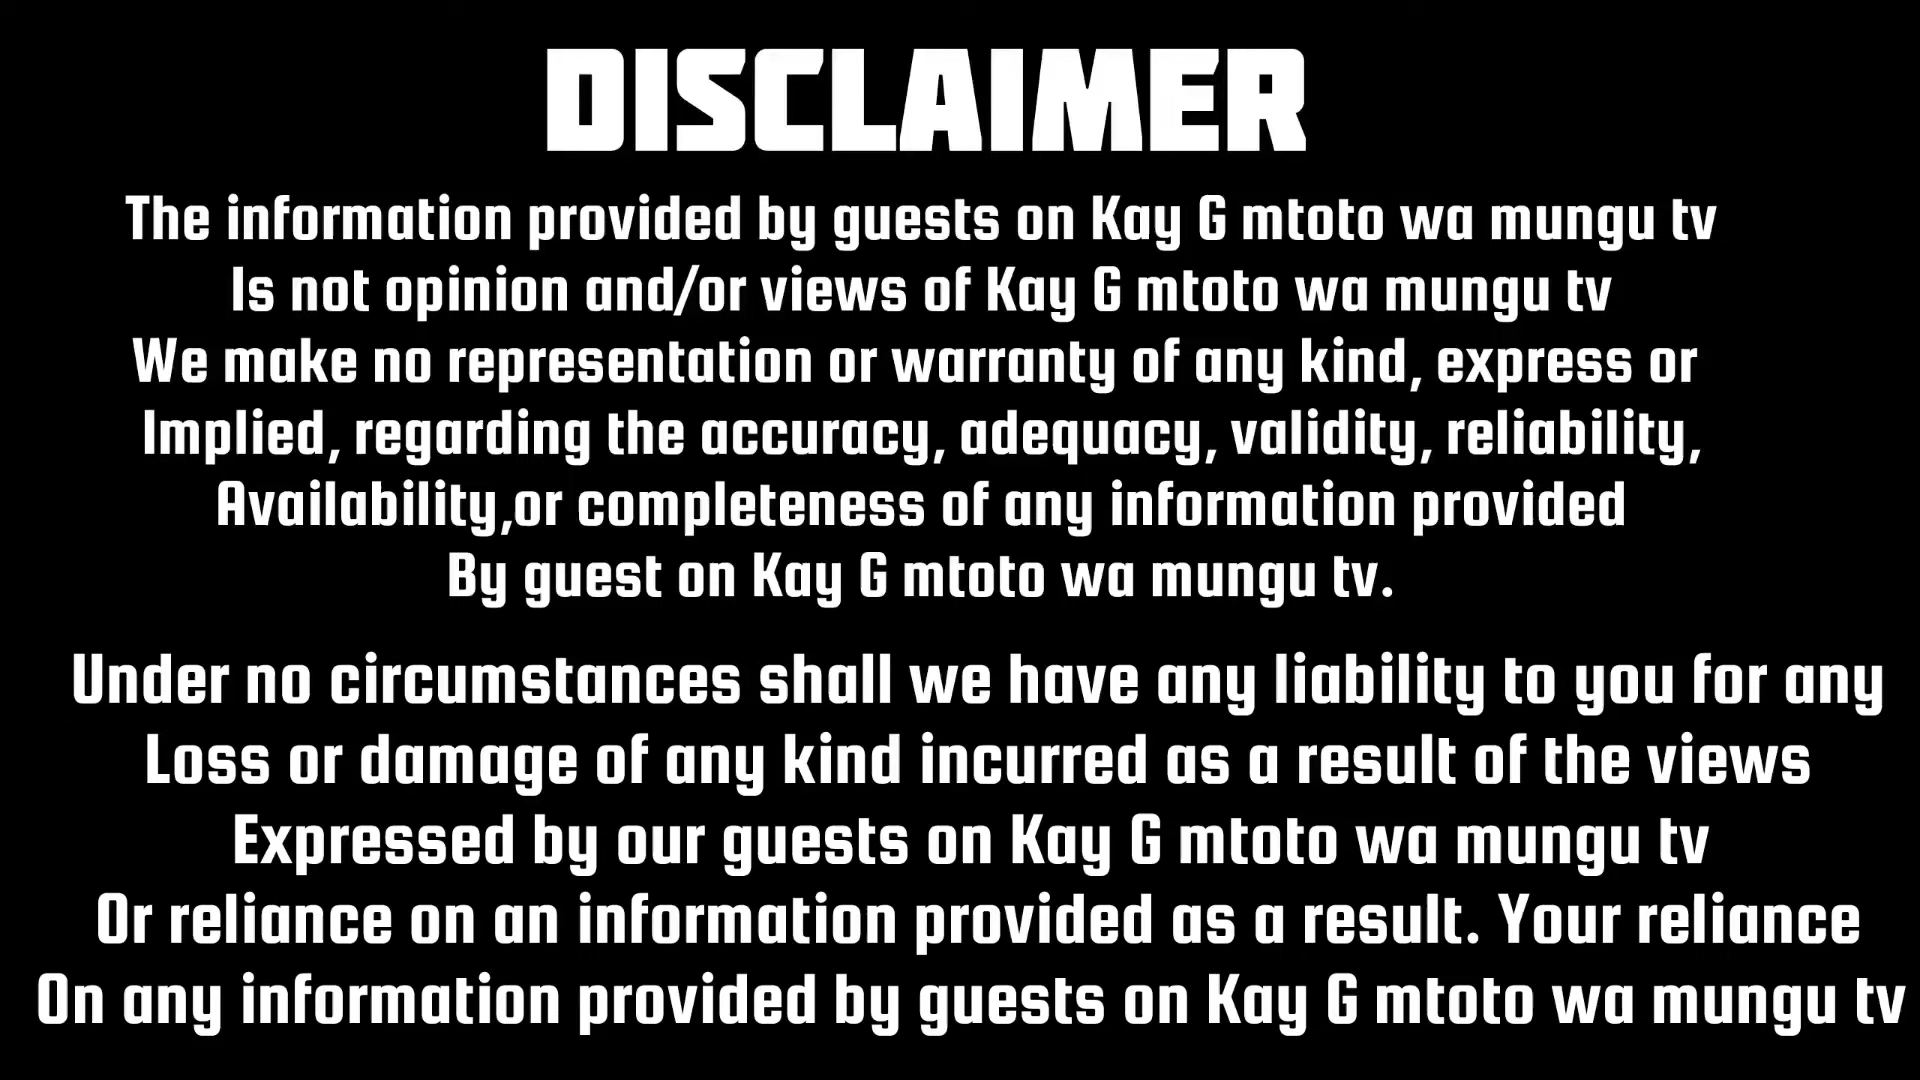 DISCLAIMER
The information provided by guests on Kay G mtoto wa mungu tv
Is not opinion and/or views of Kay G mtoto wa mungu tv
We make no representation or warranty of any kind, express or
Implied, regarding the accuracy, adequacy, validity, reliability,
Availability,or completeness of any information provided
By guest on Kay G mtoto wa mungu tv.
Under no circumstances shall we have any liability to you for any
Loss or damage of any kind incurred as a result of the views
Expressed by our guests on Kay G mtoto wa mungu tv
Or reliance on an information provided as a result. Your reliance
On any information provided by guests on Kay G mtoto wa mungu tv